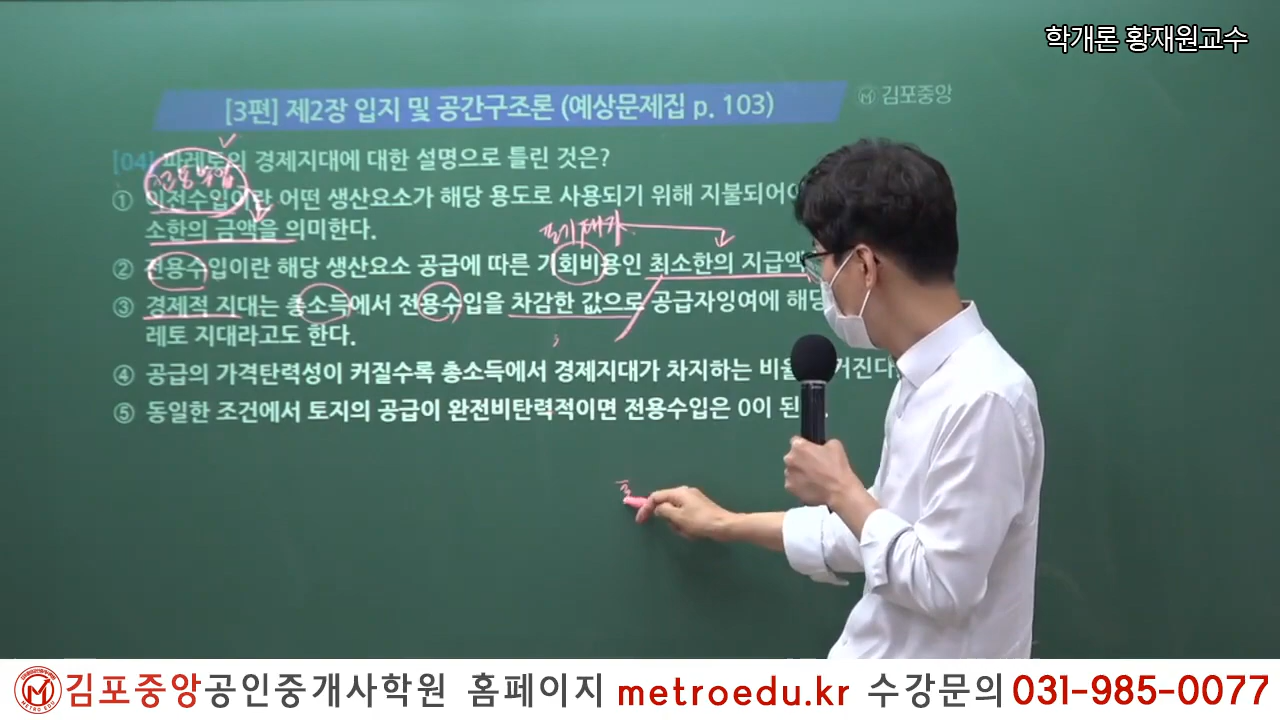 학개론 황재원교수
김포중앙
[3편] 제2장 입지 및 공간구조론 (예상문제집 p. 103)
[04] 파레토의 경제지대에 대한 설명으로 틀린 것은?
전용수입
① 이전수입이란 어떤 생산요소가 해당 용도로 사용되기 위해 지불되어야
소한의 금액을 의미한다.
② 전용수입이란 해당 생산요소 공급에 따른 기회비용인 최소한의 지급액
③ 경제적 지대는 총소득에서 전용수입을 차감한 값으로 공급자잉여에 해당
레토 지대라고도 한다.
④ 공급의 가격탄력성이 커질수록 총소득에서 경제지대가 차지하는 비율 커진다
⑤ 동일한 조건에서 토지의 공급이 완전비탄력적이면 전용수입은 0이 된
김포중앙공인중개사학원 홈페이지 metroedu.kr 수강문의 031-985-0077
METRO EDU